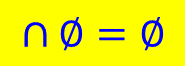 ∩ ∅ = ∅